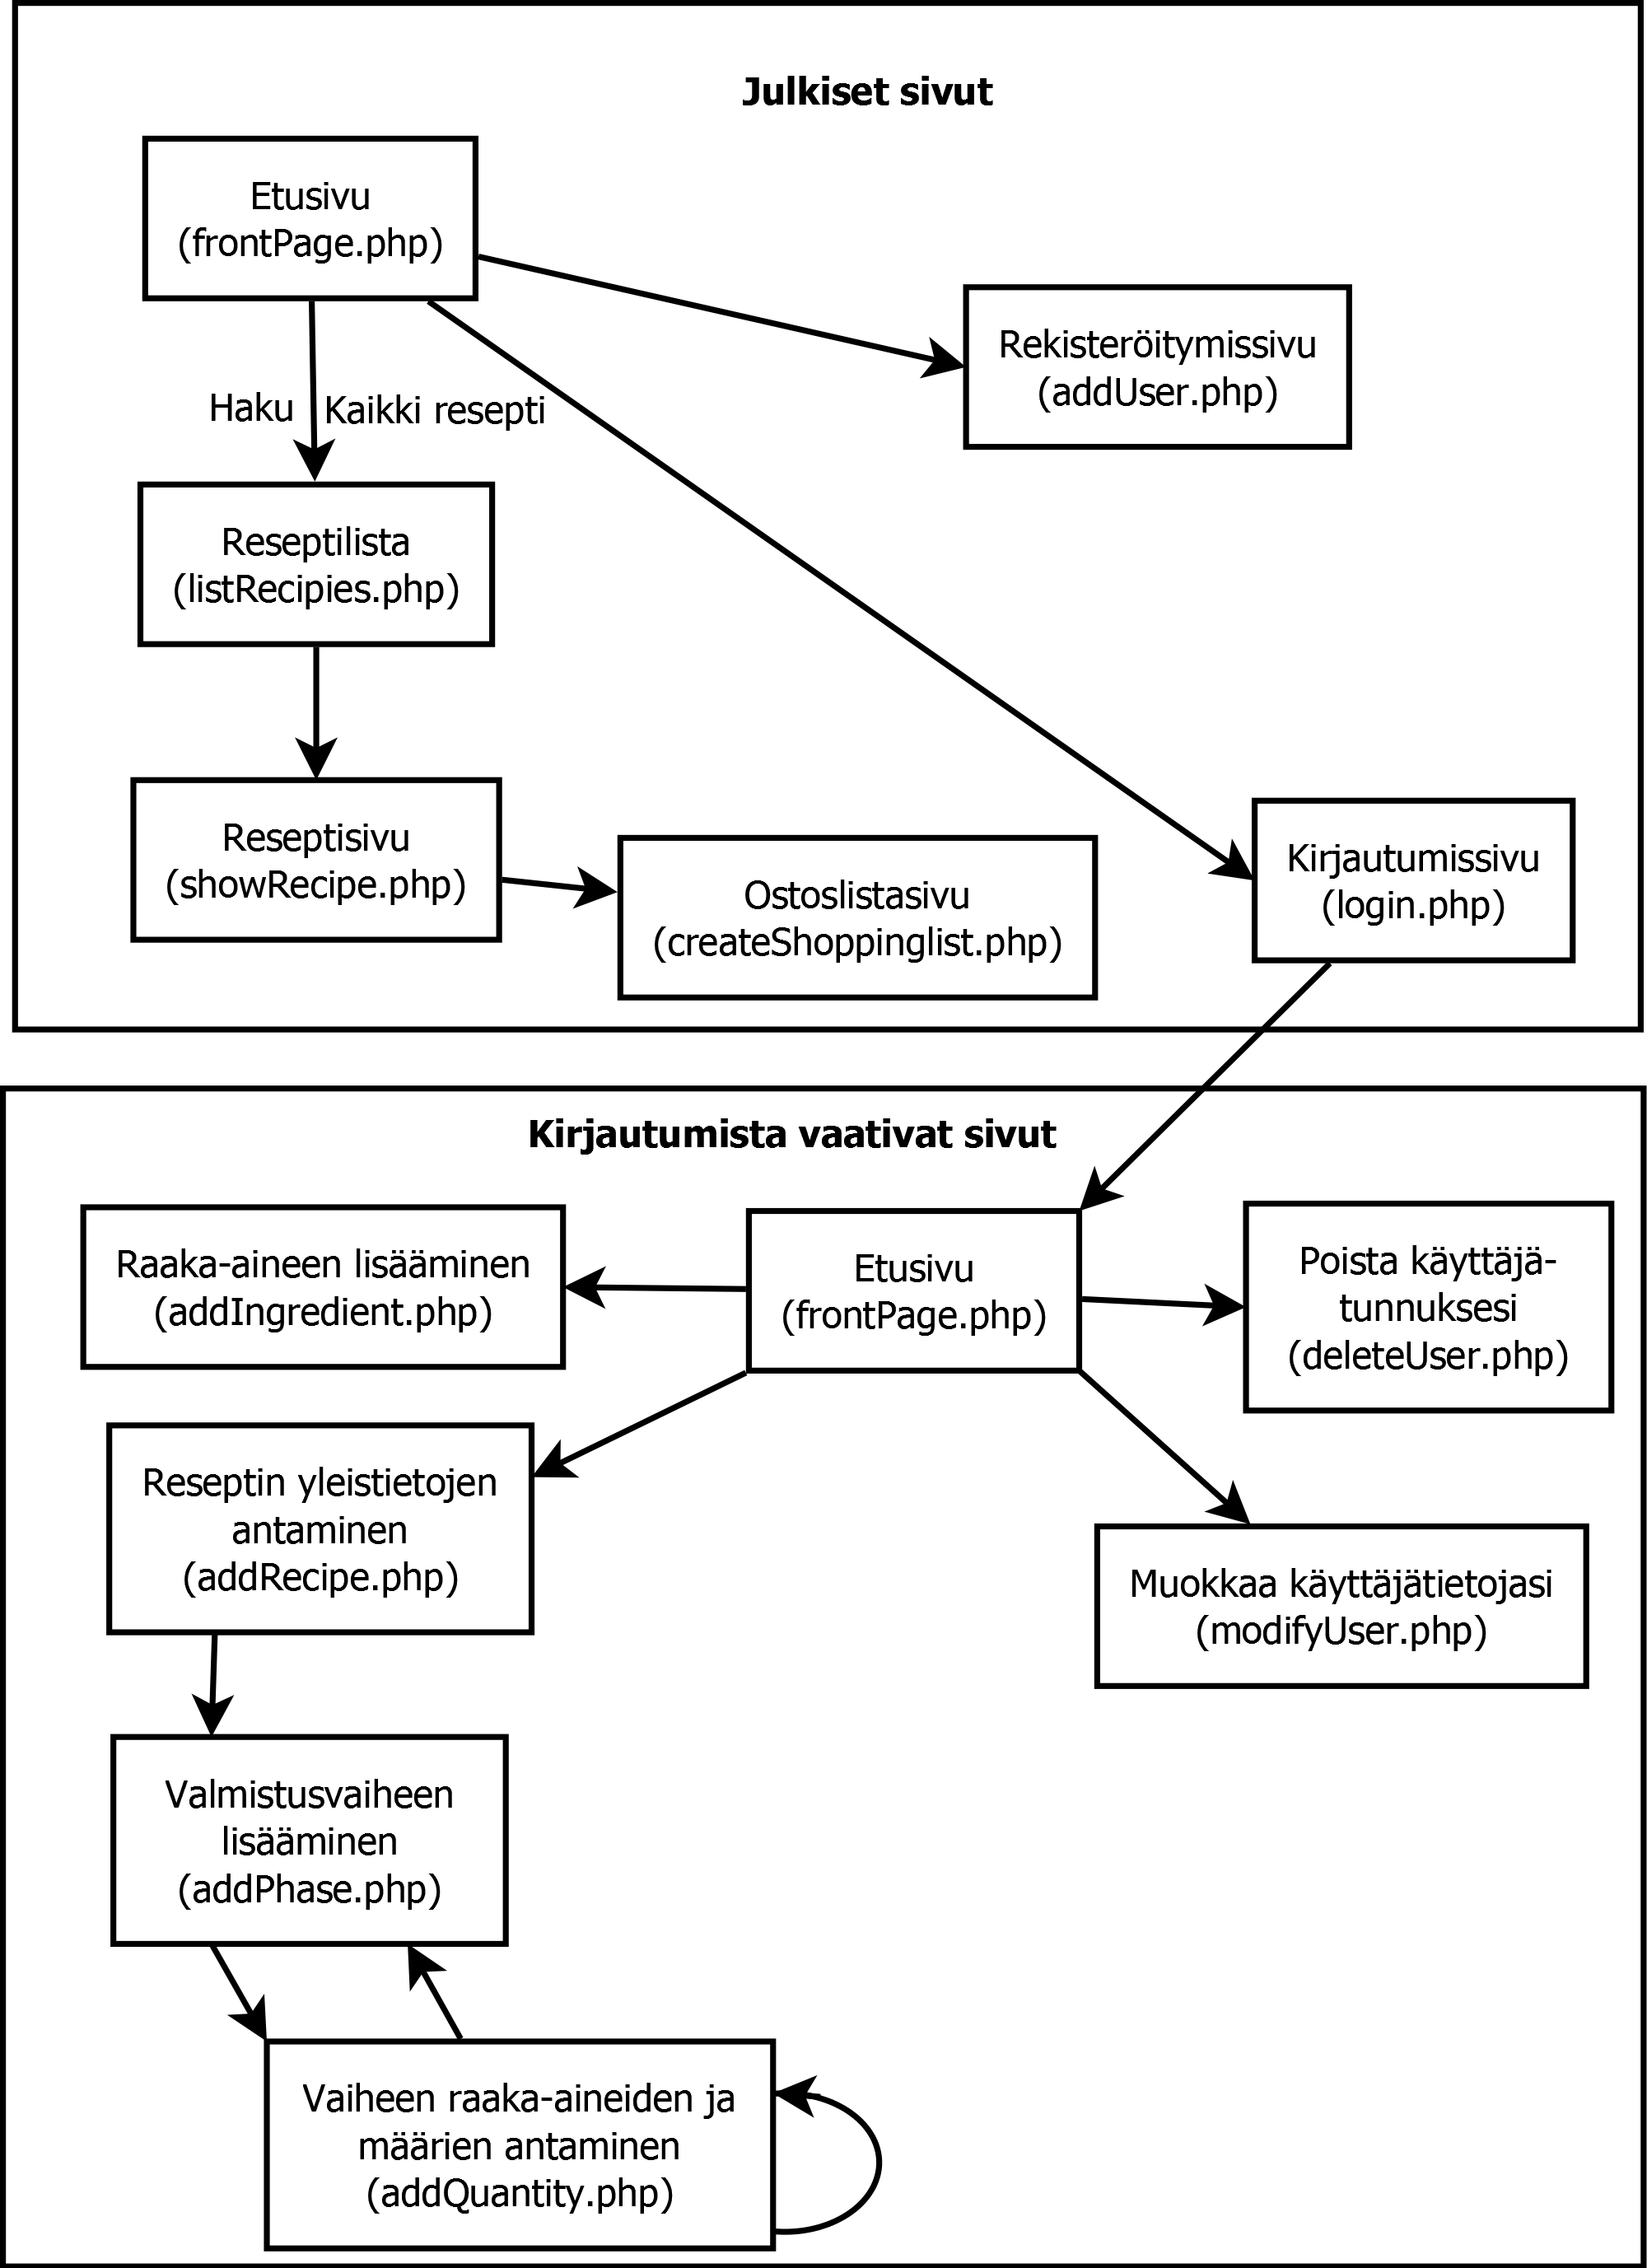 Julkiset sivut
Etusivu
(frontPage.php)
Rekisteröitymissivu
(addUser.php)
Haku
Kaikki resepti
Reseptilista
(listRecipies.php)
Reseptisivu
(showRecipe.php)
Ostoslistasivu
(createShoppinglist.php)
Kirjautumissivu
(login.php)
Kirjautumista vaativat sivut
Raaka-aineen lisääminen
(addIngredient.php)
Etusivu
(frontPage.php)
Poista käyttäjä-
tunnuksesi
(deleteUser.php)
Reseptin yleistietojen
antaminen
(addRecipe.php)
Muokkaa käyttäjätietojasi
(modifyUser.php)
Valmistusvaiheen
lisääminen
(addPhase.php)
Vaiheen raaka-aineiden ja
määrien antaminen
(addQuantity.php)